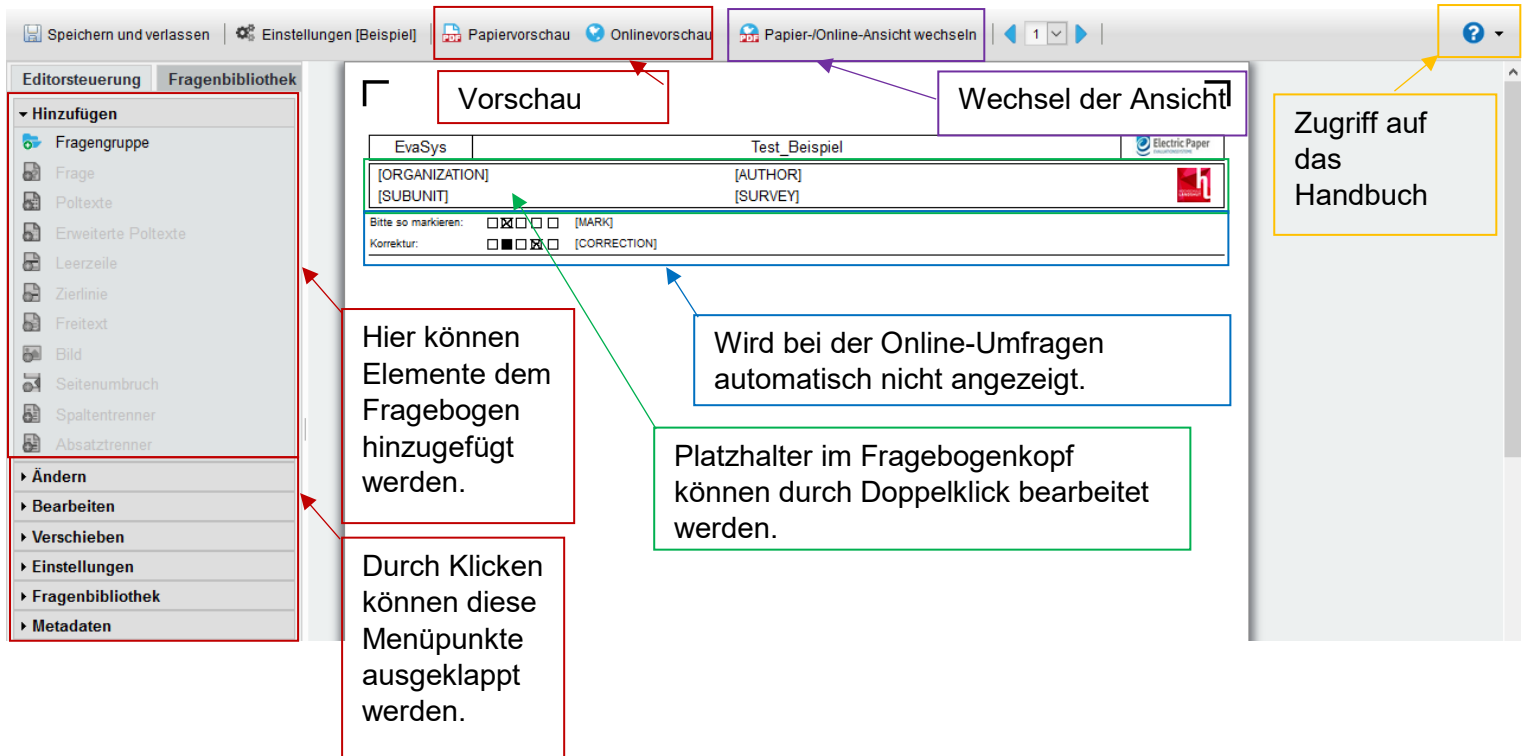 Speichern und verlassen
Einstellungen [Beispiel]
Papiervorschau
Onlinevorschau
Papier-/Online-Ansicht wechseln
1
Editorsteuerung
Fragenbibliothek
Hinzufügen
Fragengruppe
Frage
Poltexte
Erweiterte Poltexte
Leerzeile
Zierlinie
Freitext
Bild
Seitenumbruch
Spaltentrenner
Absatztrenner
Ändern
Bearbeiten
Verschieben
Einstellungen
Fragenbibliothek
Metadaten
Vorschau
Wechsel der Ansicht
Zugriff auf
das
Handbuch
EvaSys
Test_Beispiel
Electric Paper
[ORGANIZATION]
[AUTHOR]
[SUBUNIT]
[SURVEY]
Bitte so markieren:
[MARK]
Korrektur:
[CORRECTION]
Hier können
Elemente dem
Fragebogen
hinzugefügt
werden.
Wird bei der Online-Umfragen
automatisch nicht angezeigt.
Platzhalter im Fragebogenkopf
können durch Doppelklick bearbeitet
werden.
Durch Klicken
können diese
Menüpunkte
ausgeklappt
werden.